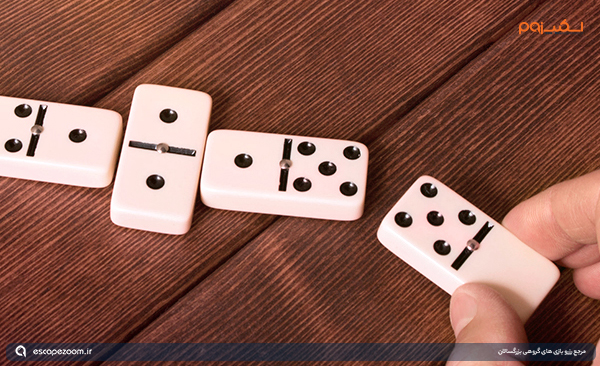 اسکیپ‌زوم
escapezoom.ir
مرجع رزرو بازی های گروهی بزرگسالان